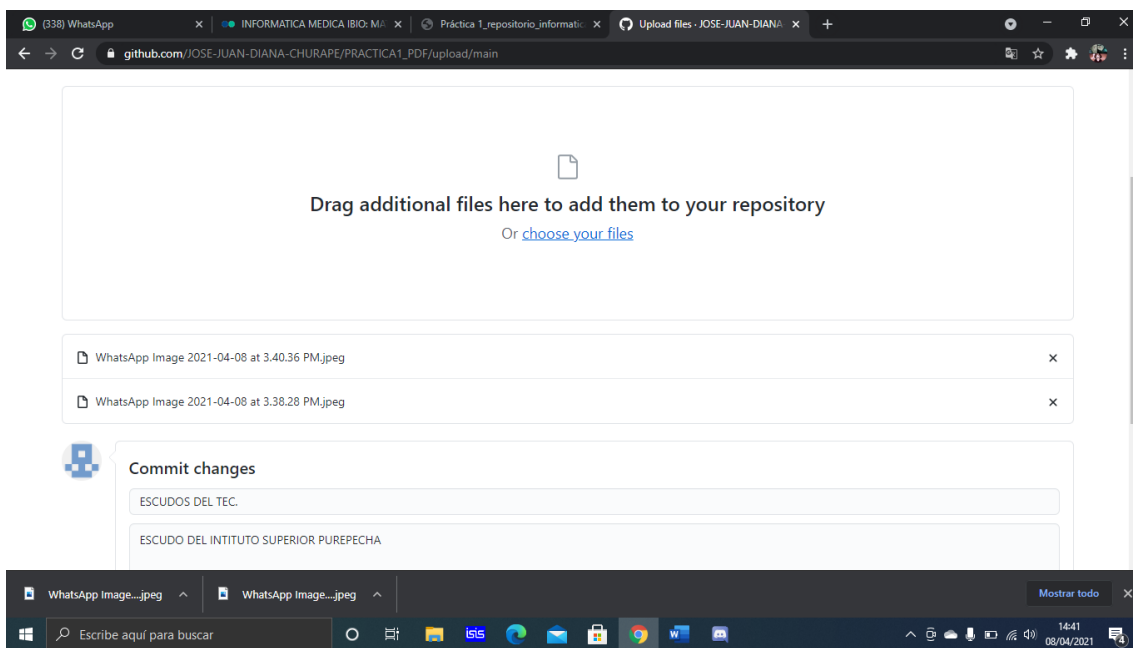 (338) WhatsApp
INFORMATICA MEDICA IBIO: MA
Práctica 1_repositorio_informatic
Upload files · JOSE-JUAN-DIANA
github.com/JOSE-JUAN-DIANA-CHURAPE/PRACTICA1_PDF/upload/main
Drag additional files here to add them to your repository
Or choose your files
WhatsApp Image 2021-04-08 at 3.40.36 PM.jpeg
WhatsApp Image 2021-04-08 at 3.38.28 PM.jpeg
Commit changes
ESCUDOS DEL TEC.
ESCUDO DEL INTITUTO SUPERIOR PUREPECHA
WhatsApp Image....jpeg
WhatsApp Image....jpeg
Mostrar todo
Escribe aquí para buscar
isis
14:41
08/04/2021
4